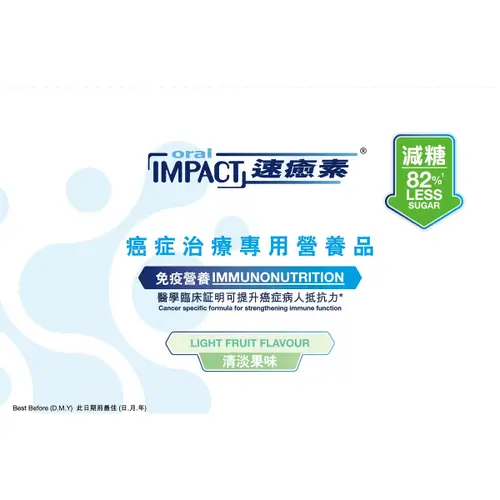 oral
IMPACT 速癒素®
減糖
82%¹
LESS
SUGAR
癌症治療專用營養品
免疫營養 IMMUNONUTRITION
醫學臨床証明可提升癌症病人抵抗力*
Cancer specific formula for strengthening immune function
LIGHT FRUIT FLAVOUR
清淡果味
Best Before (D.M.Y) 此日期前最佳 (日.月.年)